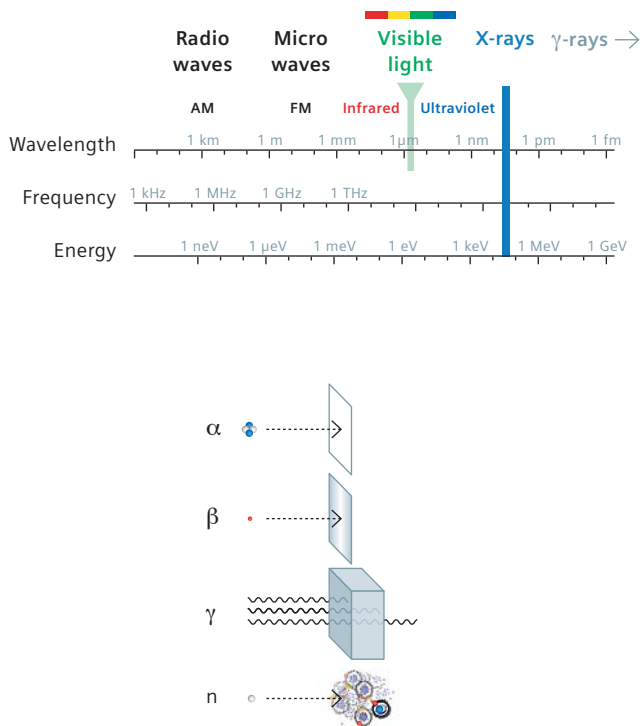 Radio waves
Micro waves
Visible light
X-rays
γ-rays
AM
FM
Infrared
Ultraviolet
Wavelength
1 km 1 m 1 mm 1µm 1 nm 1 pm 1 fm
Frequency
1 kHz 1 MHz 1 GHz 1 THz
Energy
1 neV 1 µeV 1 meV 1 eV 1 keV 1 MeV 1 GeV
α
β
γ
n